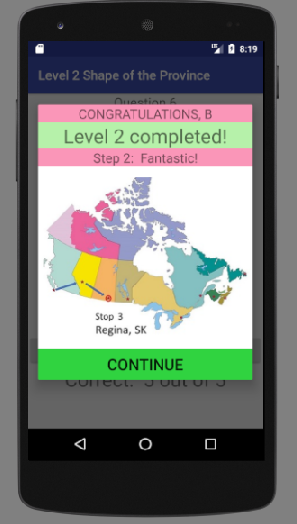 8:19
Level 2 Shape of the Province
Question 5
CONGRATULATIONS, B
Level 2 completed!
Step 2: Fantastic!
Stop 3
Regina, SK
CONTINUE
Correct: 5 out of 5